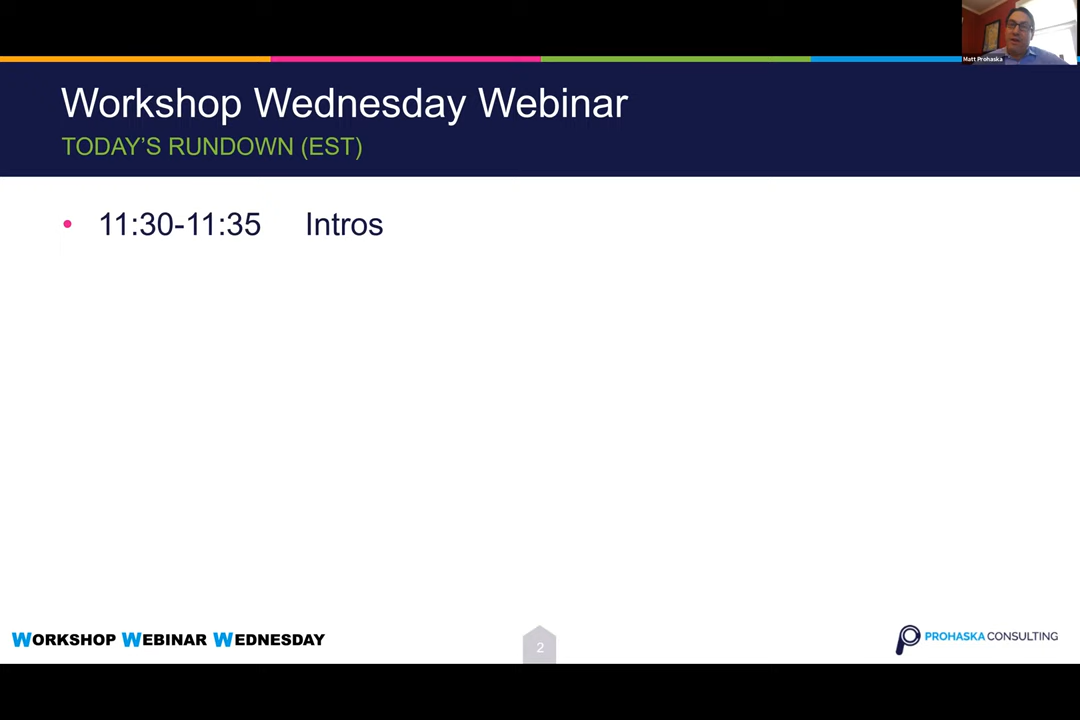 Matt Prohaska
Workshop Wednesday Webinar
TODAY'S RUNDOWN (EST)
• 11:30-11:35 Intros
WORKSHOP WEBINAR WEDNESDAY
2
PROHASKA CONSULTING